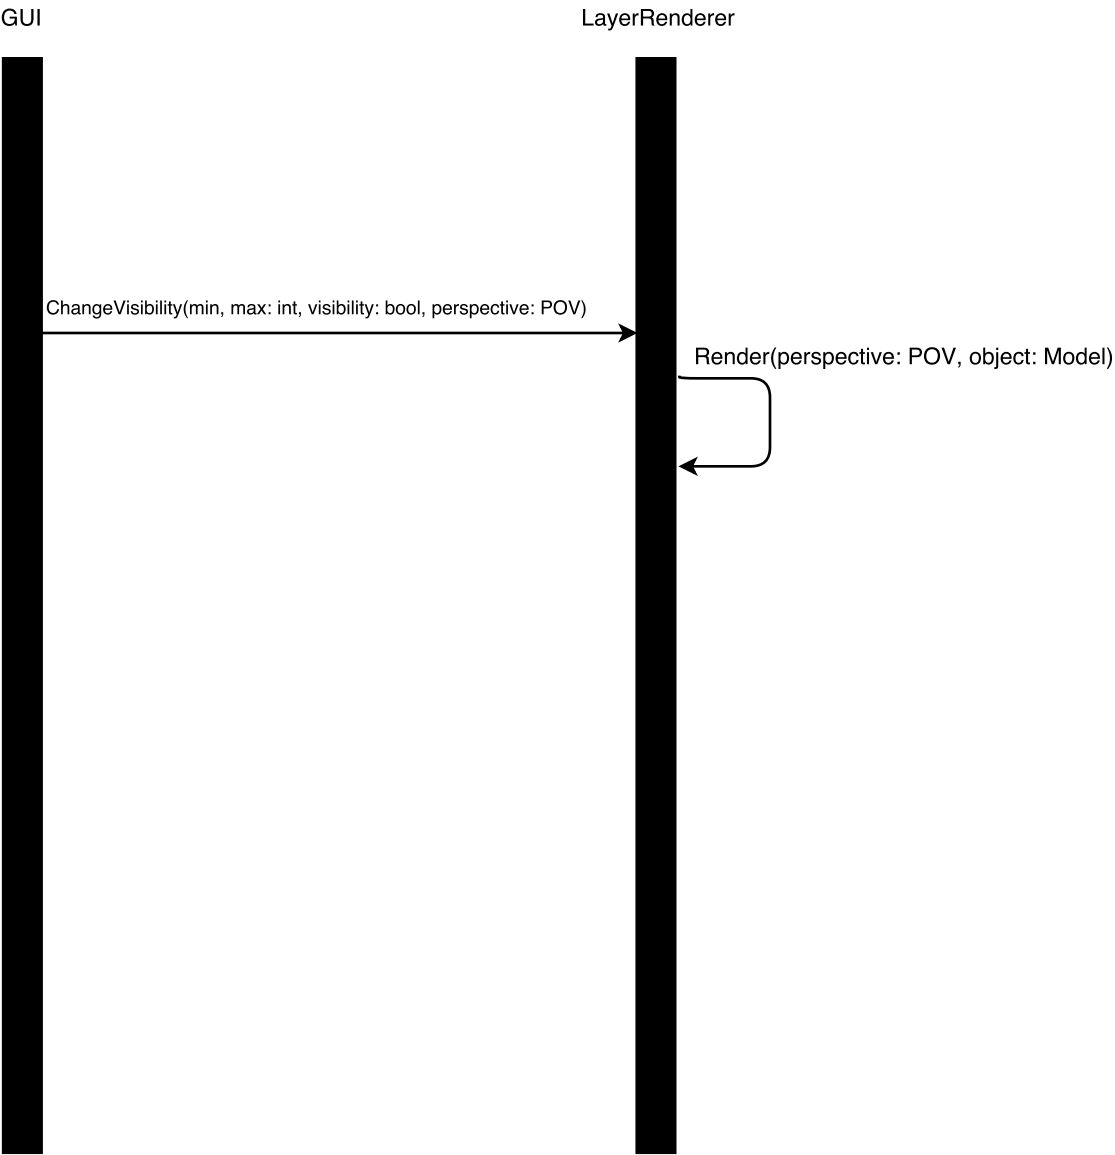 GUI
LayerRenderer
ChangeVisibility(min, max: int, visibility: bool, perspective: POV)
Render(perspective: POV, object: Model)